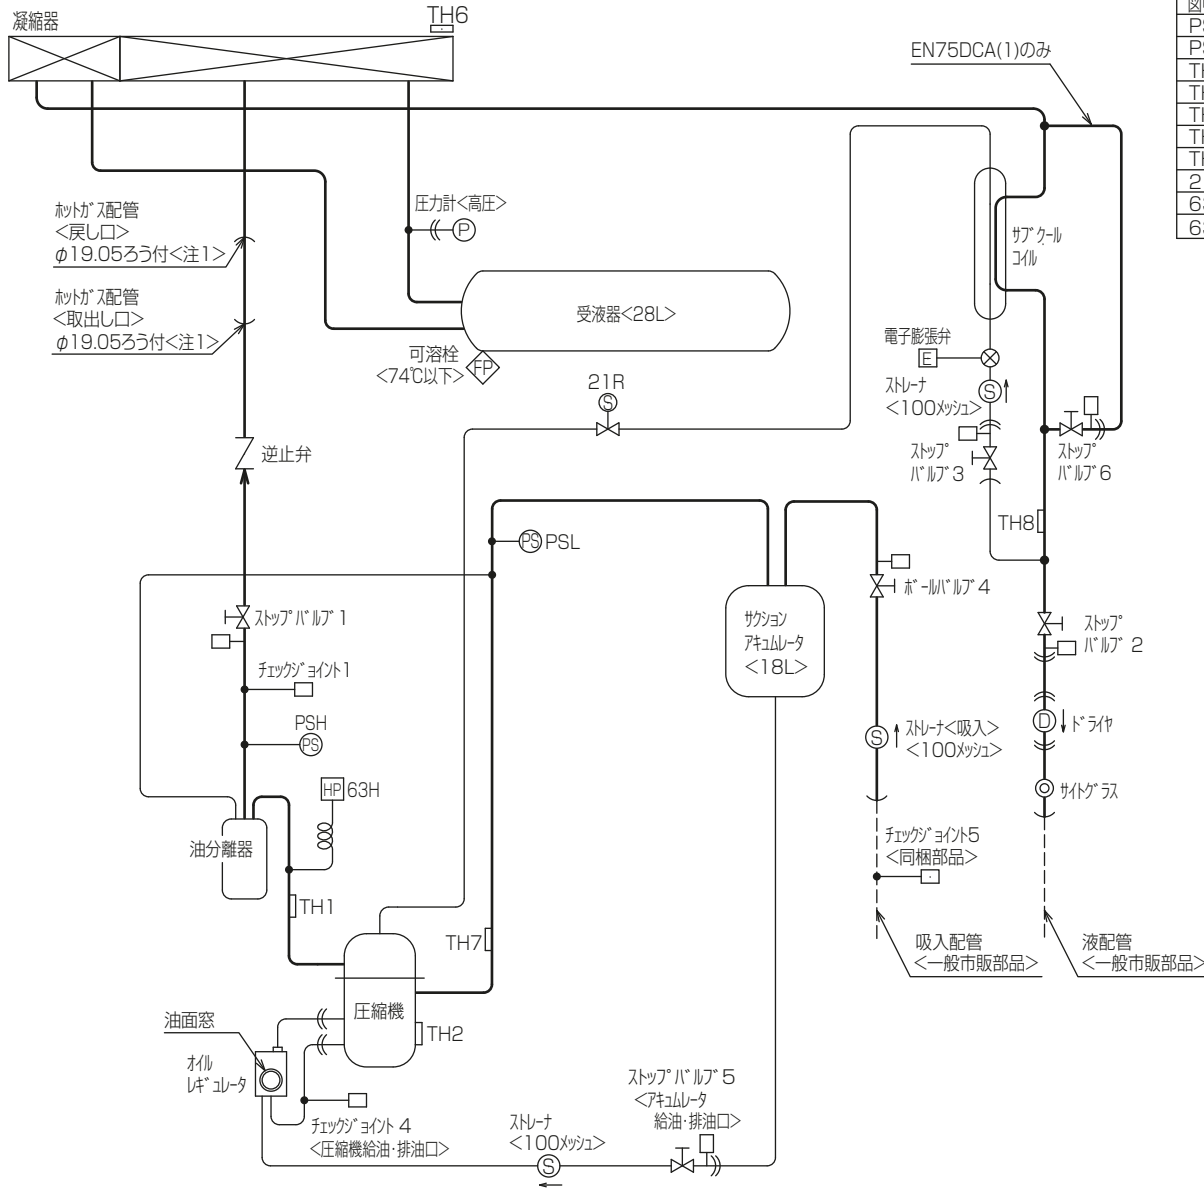 凝縮器
TH6
EN75DCA(1)のみ
図
PS
PS
TH
TH
TH
TH
TH
2
63
63
ホットガス配管
<戻し口>
φ19.05ろう付<注1>
ホットガス配管
<取出し口>
φ19.05ろう付<注1>
圧力計<高圧>
P
受液器<28L>
可溶栓
<74℃以下>
FP
サブクール
コイル
電子膨張弁
E
ストレーナ
<100メッシュ>
S
21R
S
逆止弁
ストップ
バルブ3
ストップ
バルブ6
TH8
PS PSL
ボールバルブ4
ストップバルブ1
サクション
アキュムレータ
<18L>
ストップ
バルブ 2
チェックジョイント1
PSH
PS
S
ストレーナ<吸入>
<100メッシュ>
D
ドライヤ
HP 63H
サイトグラス
油分離器
チェックジョイント5
<同梱部品>
TH1
TH7
吸入配管
<一般市販部品>
液配管
<一般市販部品>
圧縮機
TH2
油面窓
オイル
レギュレータ
チェックジョイント 4
<圧縮機給油・排油口>
ストレーナ
<100メッシュ>
S
ストップバルブ5
<アキュムレータ
給油・排油口>